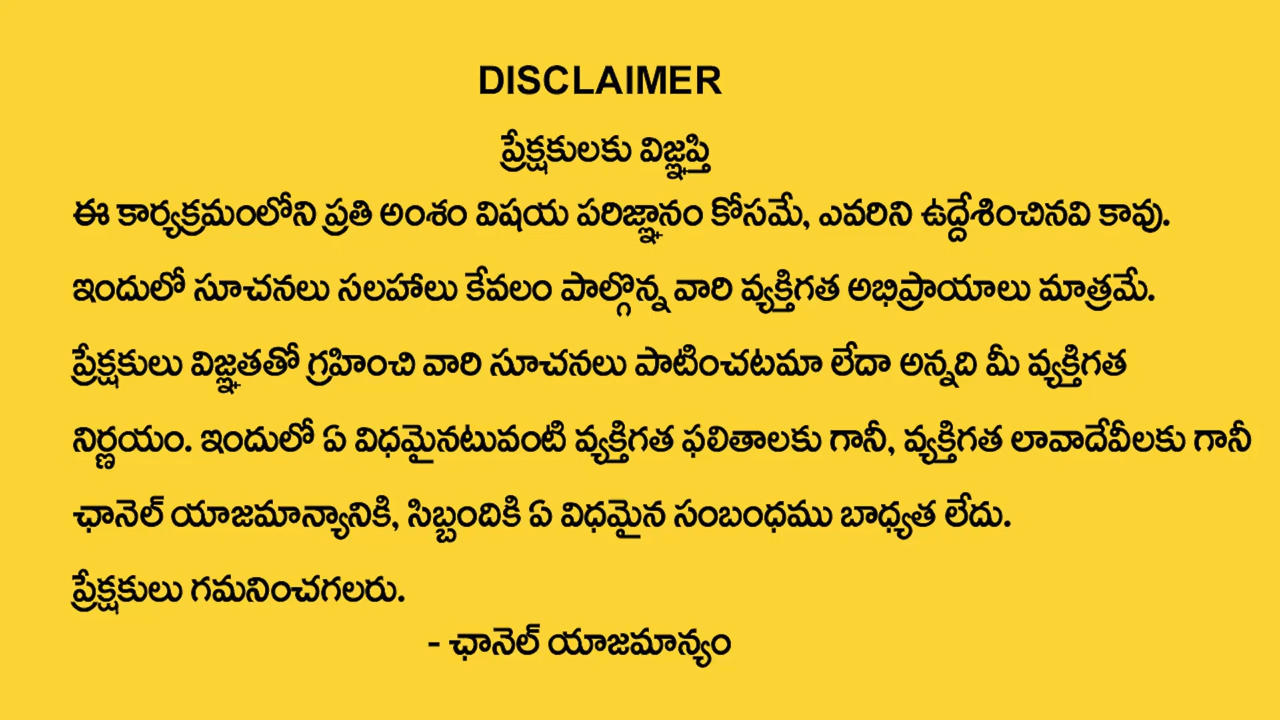 DISCLAIMER
ప్రేక్షకులకు విజ్ఞప్తి
ఈ కార్యక్రమంలోని ప్రతి అంశం విషయ పరిజ్ఞానం కోసమే, ఎవరిని ఉద్దేశించినవి కావు.
ఇందులో సూచనలు సలహాలు కేవలం పాల్గొన్న వారి వ్యక్తిగత అభిప్రాయాలు మాత్రమే.
ప్రేక్షకులు విజ్ఞతతో గ్రహించి వారి సూచనలు పాటించటమా లేదా అన్నది మీ వ్యక్తిగత
నిర్ణయం. ఇందులో ఏ విధమైనటువంటి వ్యక్తిగత ఫలితాలకు గానీ, వ్యక్తిగత లావాదేవీలకు గానీ
ఛానెల్ యాజమాన్యానికి, సిబ్బందికి ఏ విధమైన సంబంధము బాధ్యత లేదు.
ప్రేక్షకులు గమనించగలరు.
- ఛానెల్ యాజమాన్యం